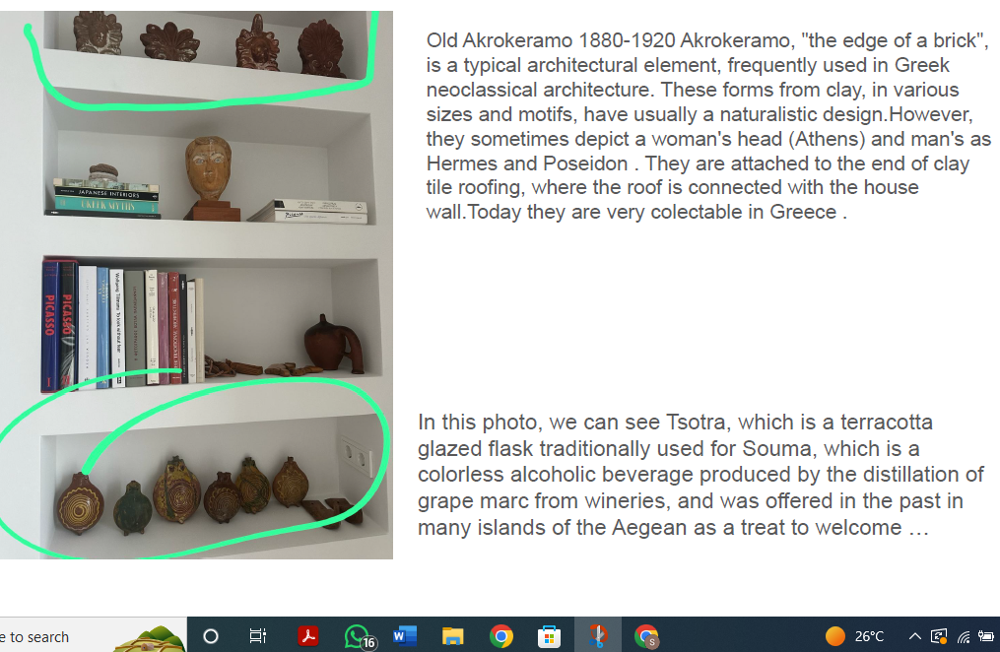 Old Akrokeramo 1880-1920 Akrokeramo, "the edge of a brick",
is a typical architectural element, frequently used in Greek
neoclassical architecture. These forms from clay, in various
sizes and motifs, have usually a naturalistic design.However,
they sometimes depict a woman's head (Athens) and man's as
Hermes and Poseidon . They are attached to the end of clay
tile roofing, where the roof is connected with the house
wall.Today they are very colectable in Greece .
JAPANESE INTERIORS
GREEK MYTHS
PICASSO
I
PICASSO
In this photo, we can see Tsotra, which is a terracotta
glazed flask traditionally used for Souma, which is a
colorless alcoholic beverage produced by the distillation of
grape marc from wineries, and was offered in the past in
many islands of the Aegean as a treat to welcome …
e to search
16
W
S
26°C